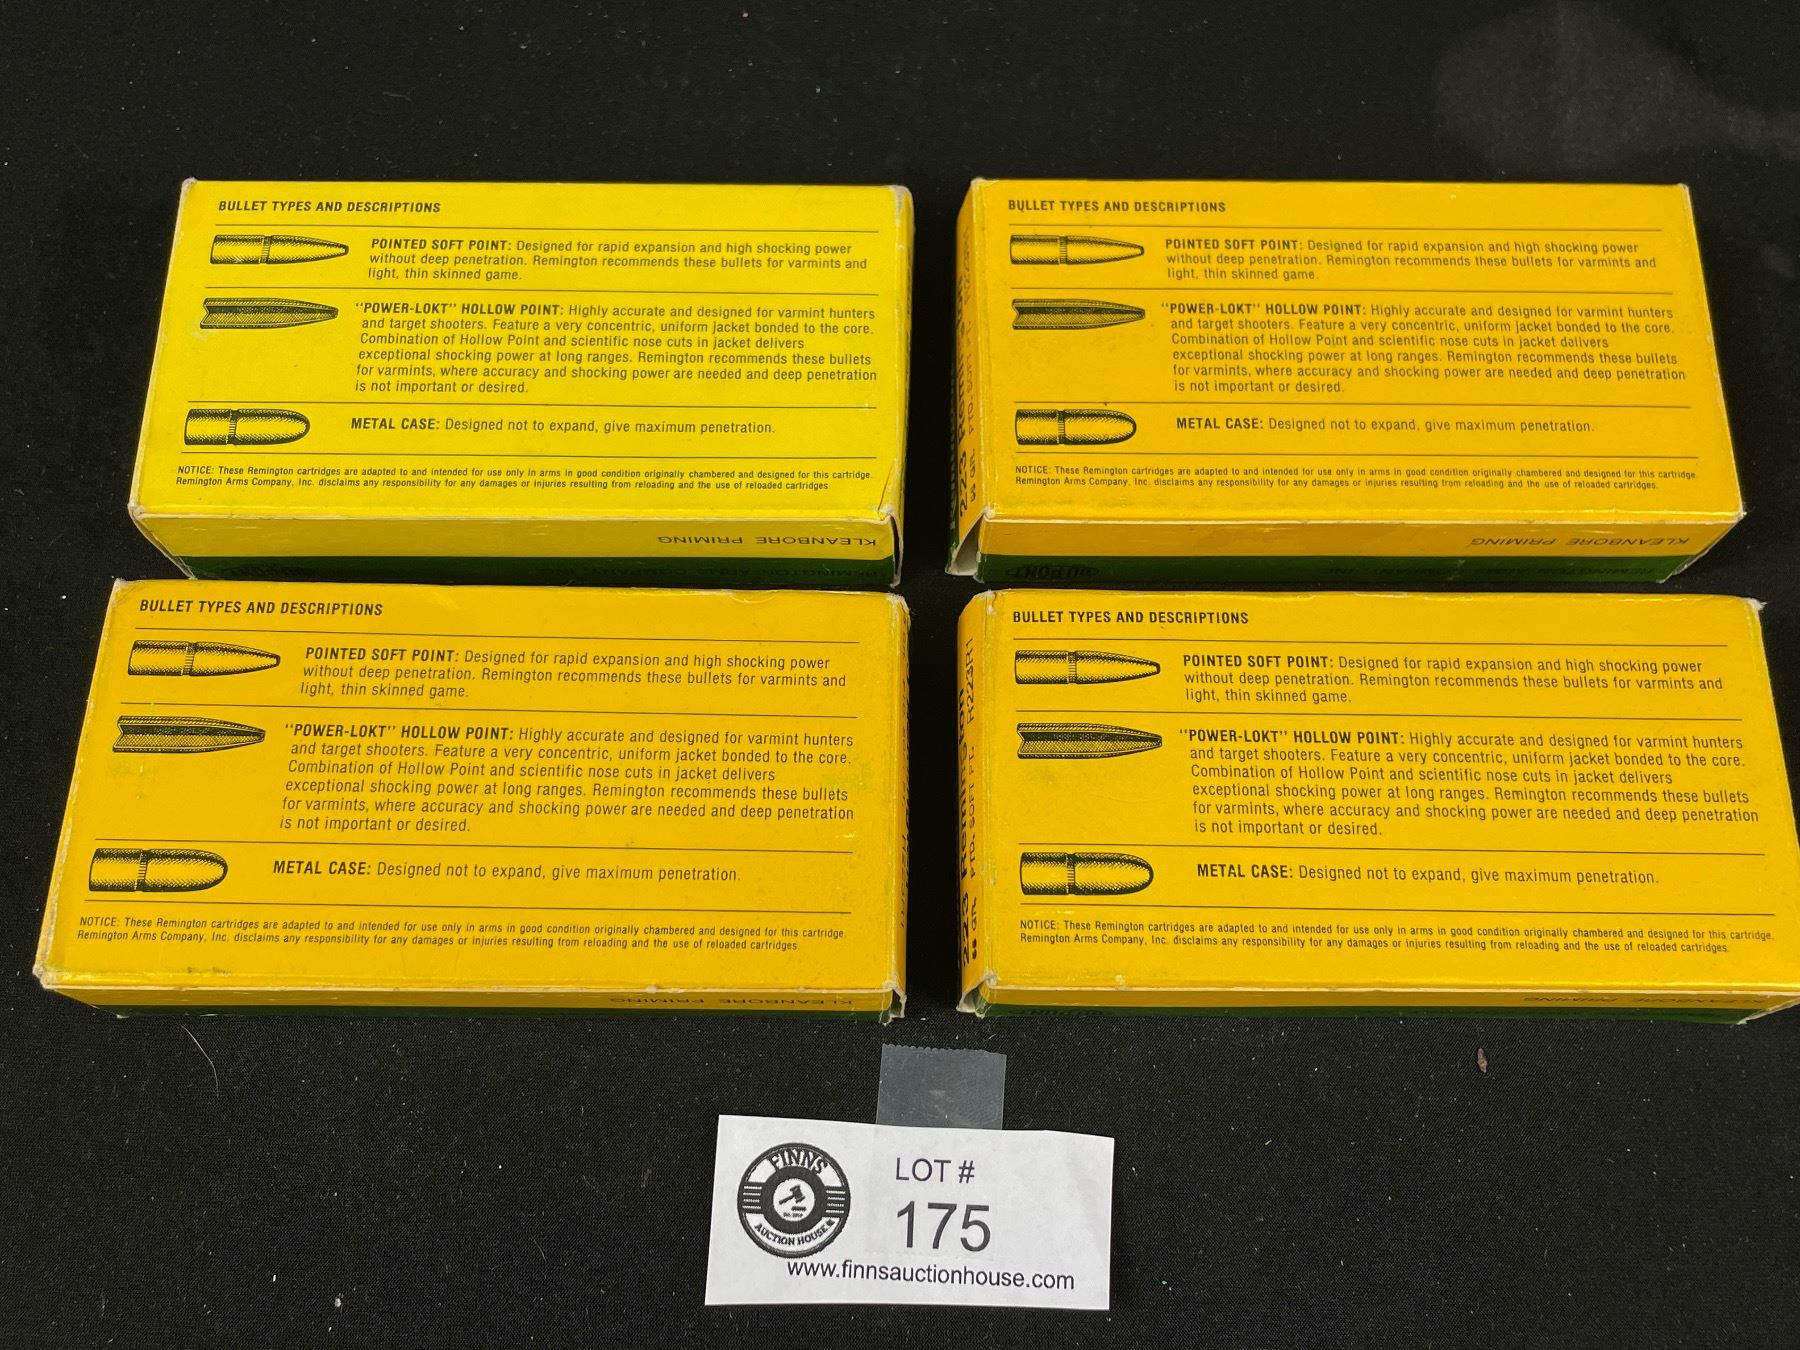 BULLET TYPES AND DESCRIPTIONS
POINTED SOFT POINT: Designed for rapid expansion and high shocking power
without deep penetration. Remington recommends these bullets for varmints and
light, thin skinned game.
"POWER-LOKT" HOLLOW POINT: Highly accurate and designed for varmint hunters
and target shooters. Feature a very concentric, uniform jacket bonded to the core.
Combination of Hollow Point and scientific nose cuts in jacket delivers
exceptional shocking power at long ranges. Remington recommends these bullets
for varmints, where accuracy and shocking power are needed and deep penetration
is not important or desired.
METAL CASE: Designed not to expand, give maximum penetration.
NOTICE: These Remington cartridges are adapted to and intended for use only in arms in good condition originally chambered and designed for this cartridge.
Remington Arms Company, Inc. disclaims any responsibility for any damages or injuries resulting from reloading and the use of reloaded cartridges.
KLEANBORE PRIMING
REMINGTON ARMS COMPANY, INC.
BULLET TYPES AND DESCRIPTIONS
POINTED SOFT POINT: Designed for rapid expansion and high shocking power
without deep penetration. Remington recommends these bullets for varmints and
light, thin skinned game.
"POWER-LOKT" HOLLOW POINT: Highly accurate and designed for varmint hunters
and target shooters. Feature a very concentric, uniform jacket bonded to the core.
Combination of Hollow Point and scientific nose cuts in jacket delivers
exceptional shocking power at long ranges. Remington recommends these bullets
for varmints, where accuracy and shocking power are needed and deep penetration
is not important or desired.
METAL CASE: Designed not to expand, give maximum penetration.
NOTICE: These Remington cartridges are adapted to and intended for use only in arms in good condition originally chambered and designed for this cartridge.
Remington Arms Company, Inc. disclaims any responsibility for any damages or injuries resulting from reloading and the use of reloaded cartridges.
223 Remington
PTD. SOFT PT.
KLEANBORE PRIMING
DUPONT
BULLET TYPES AND DESCRIPTIONS
POINTED SOFT POINT: Designed for rapid expansion and high shocking power
without deep penetration. Remington recommends these bullets for varmints and
light, thin skinned game.
"POWER-LOKT" HOLLOW POINT: Highly accurate and designed for varmint hunters
and target shooters. Feature a very concentric, uniform jacket bonded to the core.
Combination of Hollow Point and scientific nose cuts in jacket delivers
exceptional shocking power at long ranges. Remington recommends these bullets
for varmints, where accuracy and shocking power are needed and deep penetration
is not important or desired.
METAL CASE: Designed not to expand, give maximum penetration.
NOTICE: These Remington cartridges are adapted to and intended for use only in arms in good condition originally chambered and designed for this cartridge.
Remington Arms Company, Inc. disclaims any responsibility for any damages or injuries resulting from reloading and the use of reloaded cartridges.
KLEANBORE PRIMING
BULLET TYPES AND DESCRIPTIONS
POINTED SOFT POINT: Designed for rapid expansion and high shocking power
without deep penetration. Remington recommends these bullets for varmints and
light, thin skinned game.
"POWER-LOKT" HOLLOW POINT: Highly accurate and designed for varmint hunters
and target shooters. Feature a very concentric, uniform jacket bonded to the core.
Combination of Hollow Point and scientific nose cuts in jacket delivers
exceptional shocking power at long ranges. Remington recommends these bullets
for varmints, where accuracy and shocking power are needed and deep penetration
is not important or desired.
METAL CASE: Designed not to expand, give maximum penetration.
NOTICE: These Remington cartridges are adapted to and intended for use only in arms in good condition originally chambered and designed for this cartridge.
Remington Arms Company, Inc. disclaims any responsibility for any damages or injuries resulting from reloading and the use of reloaded cartridges.
223 Remington
PTD. SOFT PT. R223R1
KLEANBORE PRIMING
FINNS
AUCTION HOUSE
LOT #
175
www.finnsauctionhouse.com